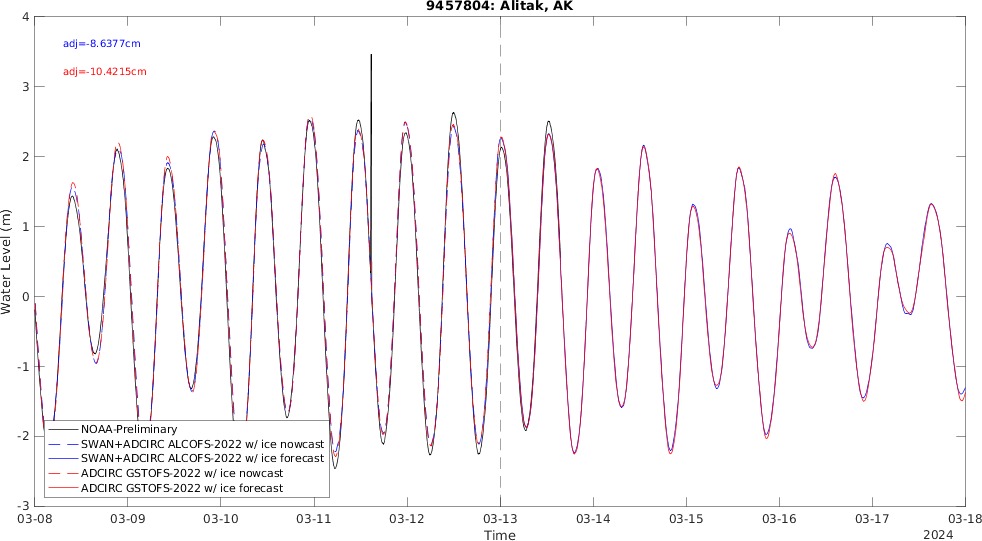 9457804: Alitak, AK
adj=-8.6377cm
adj=-10.4215cm
Water Level (m)
4
3
2
1
0
-1
-2
-3
NOAA-Preliminary
SWAN+ADCIRC ALCOFS-2022 w/ ice nowcast
SWAN+ADCIRC ALCOFS-2022 w/ ice forecast
ADCIRC GSTOFS-2022 w/ ice nowcast
ADCIRC GSTOFS-2022 w/ ice forecast
03-08 03-09 03-10 03-11 03-12 03-13 03-14 03-15 03-16 03-17 03-18
Time
2024